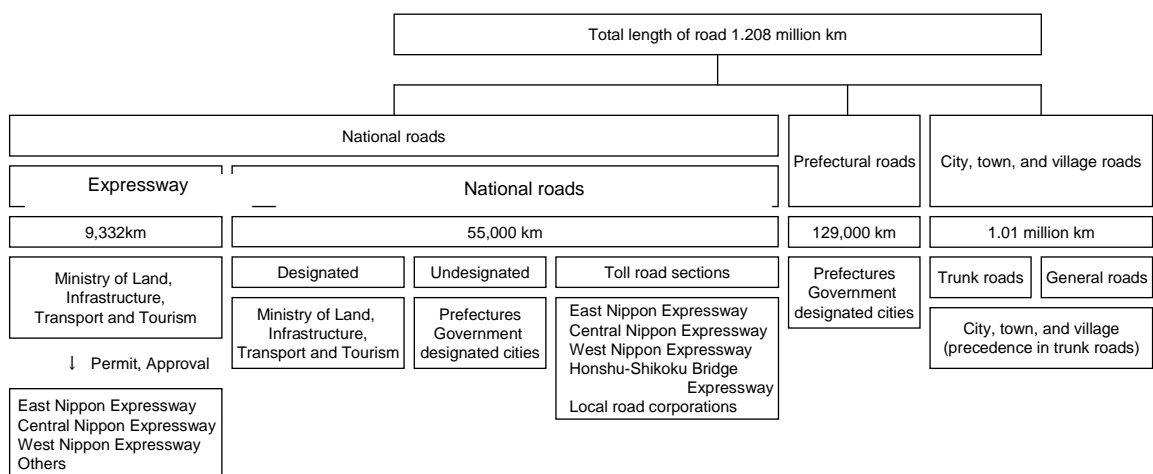 Total length of road 1.208 million km
National roads
Prefectural roads
City, town, and village roads
Expressway
National roads
9,332km
55,000 km
129,000 km
1.01 million km
Ministry of Land,
Infrastructure,
Transport and Tourism
Designated
Undesignated
Toll road sections
Prefectures
Government
designated cities
Trunk roads
General roads
Ministry of Land,
Infrastructure,
Transport and Tourism
Prefectures
Government
designated cities
East Nippon Expressway
Central Nippon Expressway
West Nippon Expressway
Honshu-Shikoku Bridge
Expressway
Local road corporations
City, town, and village
(precedence in trunk roads)
↓ Permit, Approval
East Nippon Expressway
Central Nippon Expressway
West Nippon Expressway
Others